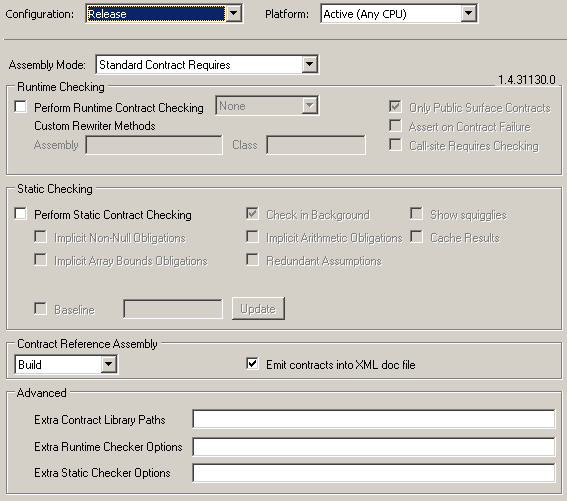 Configuration: Release Platform: Active (Any CPU)
Assembly Mode: Standard Contract Requires
1.4.31130.0
Runtime Checking
Perform Runtime Contract Checking None Only Public Surface Contracts
Custom Rewriter Methods Assert on Contract Failure
Assembly Class Call-site Requires Checking
Static Checking
Perform Static Contract Checking Check in Background Show squigglies
Implicit Non-Null Obligations Implicit Arithmetic Obligations Cache Results
Implicit Array Bounds Obligations Redundant Assumptions
Baseline Update
Contract Reference Assembly
Build Emit contracts into XML doc file
Advanced
Extra Contract Library Paths
Extra Runtime Checker Options
Extra Static Checker Options